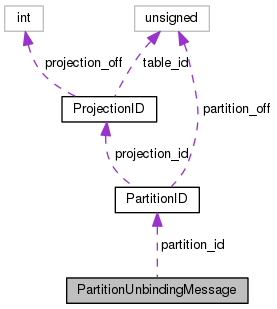 int
unsigned
projection_off
table_id
ProjectionID
partition_off
projection_id
PartitionID
partition_id
PartitionUnbindingMessage